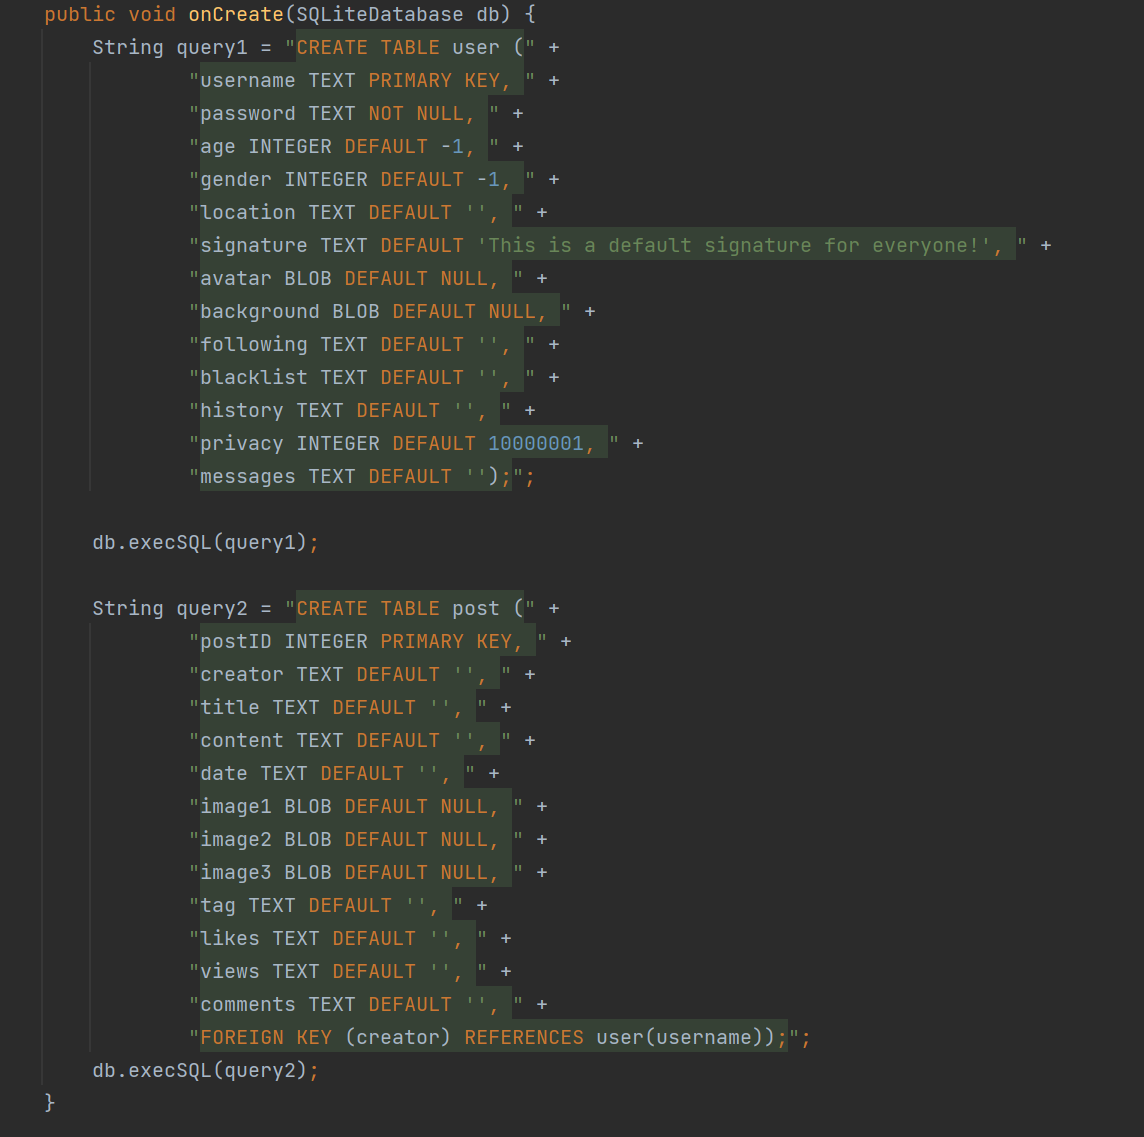 public void onCreate(SQLiteDatabase db) {
    String query1 = "CREATE TABLE user (" +
            "username TEXT PRIMARY KEY, " +
            "password TEXT NOT NULL, " +
            "age INTEGER DEFAULT -1, " +
            "gender INTEGER DEFAULT -1, " +
            "location TEXT DEFAULT '', " +
            "signature TEXT DEFAULT 'This is a default signature for everyone!', " +
            "avatar BLOB DEFAULT NULL, " +
            "background BLOB DEFAULT NULL, " +
            "following TEXT DEFAULT '', " +
            "blacklist TEXT DEFAULT '', " +
            "history TEXT DEFAULT '', " +
            "privacy INTEGER DEFAULT 10000001, " +
            "messages TEXT DEFAULT '');";
    db.execSQL(query1);
    String query2 = "CREATE TABLE post (" +
            "postID INTEGER PRIMARY KEY, " +
            "creator TEXT DEFAULT '', " +
            "title TEXT DEFAULT '', " +
            "content TEXT DEFAULT '', " +
            "date TEXT DEFAULT '', " +
            "image1 BLOB DEFAULT NULL, " +
            "image2 BLOB DEFAULT NULL, " +
            "image3 BLOB DEFAULT NULL, " +
            "tag TEXT DEFAULT '', " +
            "likes TEXT DEFAULT '', " +
            "views TEXT DEFAULT '', " +
            "comments TEXT DEFAULT '', " +
            "FOREIGN KEY (creator) REFERENCES user(username));";
    db.execSQL(query2);
}